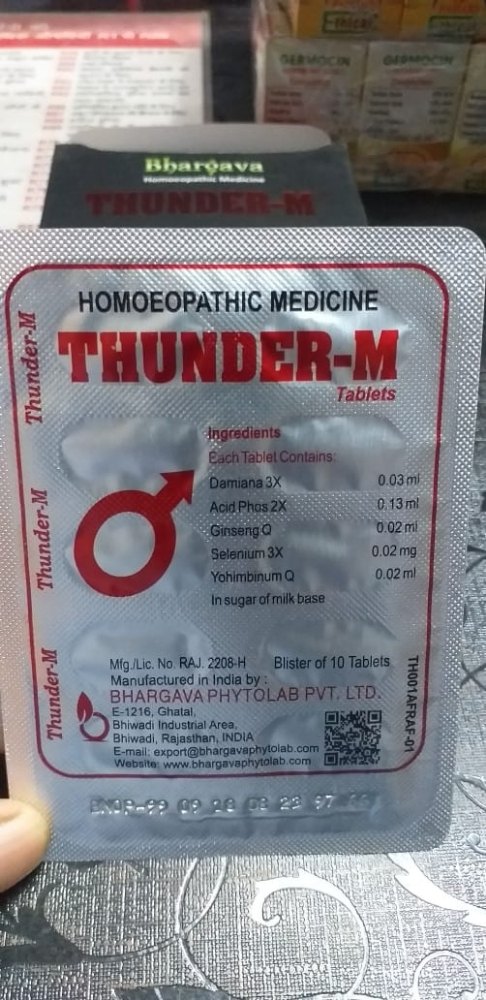 Ethical
GERMOCIN
GERMOCIN
Bhargava
Homoeopathic Medicine
THUNDER-M
HOMOEOPATHIC MEDICINE
THUNDER-M
Tablets
Thunder-M
Thunder-M
Thunder-M
Ingredients
Each Tablet Contains:
Damiana 3X 0.03 ml
Acid Phos 2X 0.13 ml
Ginseng Q 0.02 ml
Selenium 3X 0.02 mg
Yohimbinum Q 0.02 ml
In sugar of milk base
Mfg./Lic. No. RAJ. 2208-H Blister of 10 Tablets
Manufactured in India by :
BHARGAVA PHYTOLAB PVT. LTD.
E-1216, Ghatal,
Bhiwadi Industrial Area,
Bhiwadi, Rajasthan, INDIA
E-mail: export@bhargavaphytolab.com
Website: www.bhargavaphytolab.com
TH001AFRAF-01